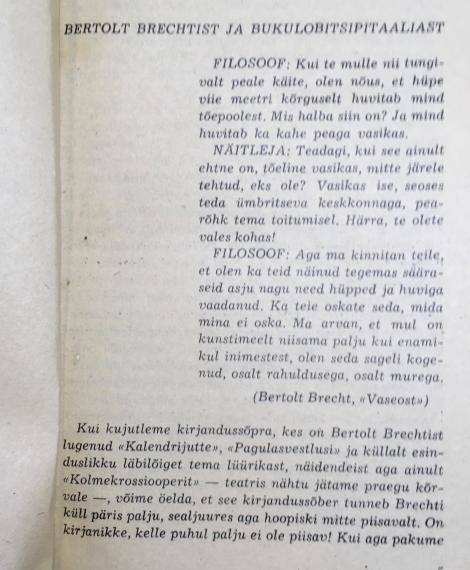 BERTOLT BRECHTIST JA BUKULOBITSIPITAALIAST
FILOSOOF: Kui te mulle nii tungi-
valt peale käite, olen nõus, et hüpe
viie meetri kõrguselt huvitab mind
tõepoolest. Mis halba siin on? Ja mind
huvitab ka kahe peaga vasikas.
NÄITLEJA: Teadagi, kui see ainult
ehtne on, tõeline vasikas, mitte järele
tehtud, eks ole? Vasikas ise, seoses
teda ümbritseva keskkonnaga, pea-
rõhk tema toitumisel. Härra, te olete
vales kohas!
FILOSOOF: Aga ma kinnitan teile,
et olen ka teid näinud tegemas säära-
seid asju nagu need hüpped ja huviga
vaadanud. Ka teie oskate seda, mida
mina ei oska. Ma arvan, et mul on
kunstimeelt niisama palju kui enami-
kul inimestest, olen seda sageli koge-
nud, osalt rahuldusega, osalt murega.
(Bertolt Brecht, «Vaseost»)
Kui kujutleme kirjandussõpra, kes on Bertolt Brechtist
lugenud «Kalendrijutte», «Pagulasvestlusi» ja küllalt esin-
duslikku läbilõiget tema lüürikast, näidendeist aga ainult
«Kolmekrossiooperit» — teatris nähtu jätame praegu kõr-
vale —, võime öelda, et see kirjandussõber tunneb Brechti
küll päris palju, sealjuures aga hoopiski mitte piisavalt. On
kirjanikke, kelle puhul palju ei ole piisav! Kui aga pakume